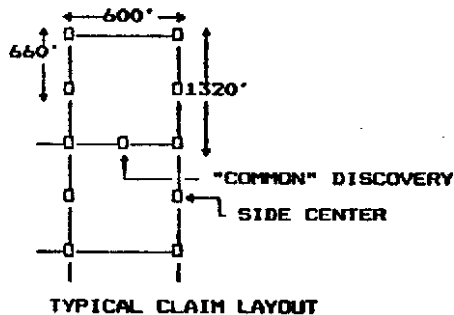 600'
660'
1320'
"COMMON" DISCOVERY
SIDE CENTER
TYPICAL CLAIM LAYOUT